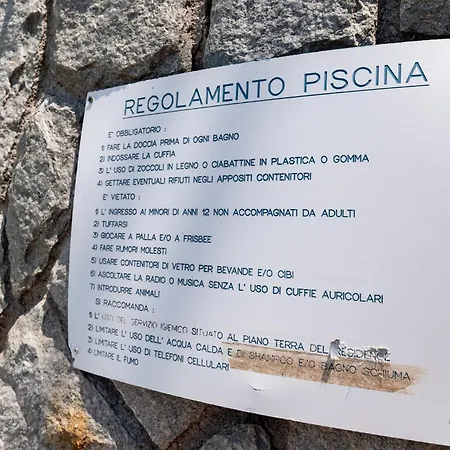 REGOLAMENTO PISCINA
E' OBBLIGATORIO :
1) FARE LA DOCCIA PRIMA DI OGNI BAGNO
2) INDOSSARE LA CUFFIA
3) L' USO DI ZOCCOLI IN LEGNO O CIABATTINE IN PLASTICA O GOMMA
4) GETTARE EVENTUALI RIFIUTI NEGLI APPOSITI CONTENITORI
E' VIETATO :
1) L' INGRESSO AI MINORI DI ANNI 12 NON ACCOMPAGNATI DA ADULTI
2) TUFFARSI
3) GIOCARE A PALLA E/O A FRISBEE
4) FARE RUMORI MOLESTI
5) USARE CONTENITORI DI VETRO PER BEVANDE E/O CIBI
6) ASCOLTARE LA RADIO O MUSICA SENZA L' USO DI CUFFIE AURICOLARI
7) INTRODURRE ANIMALI
SI RACCOMANDA :
1) L' USO DEL SERVIZIO IGIENICO SITUATO AL PIANO TERRA DEL RESIDENCE
2) LIMITARE L' USO DELL' ACQUA CALDA E DI SHAMPOO E/O BAGNO SCHIUMA
3) LIMITARE L' USO DI TELEFONI CELLULARI
4) LIMITARE IL FUMO